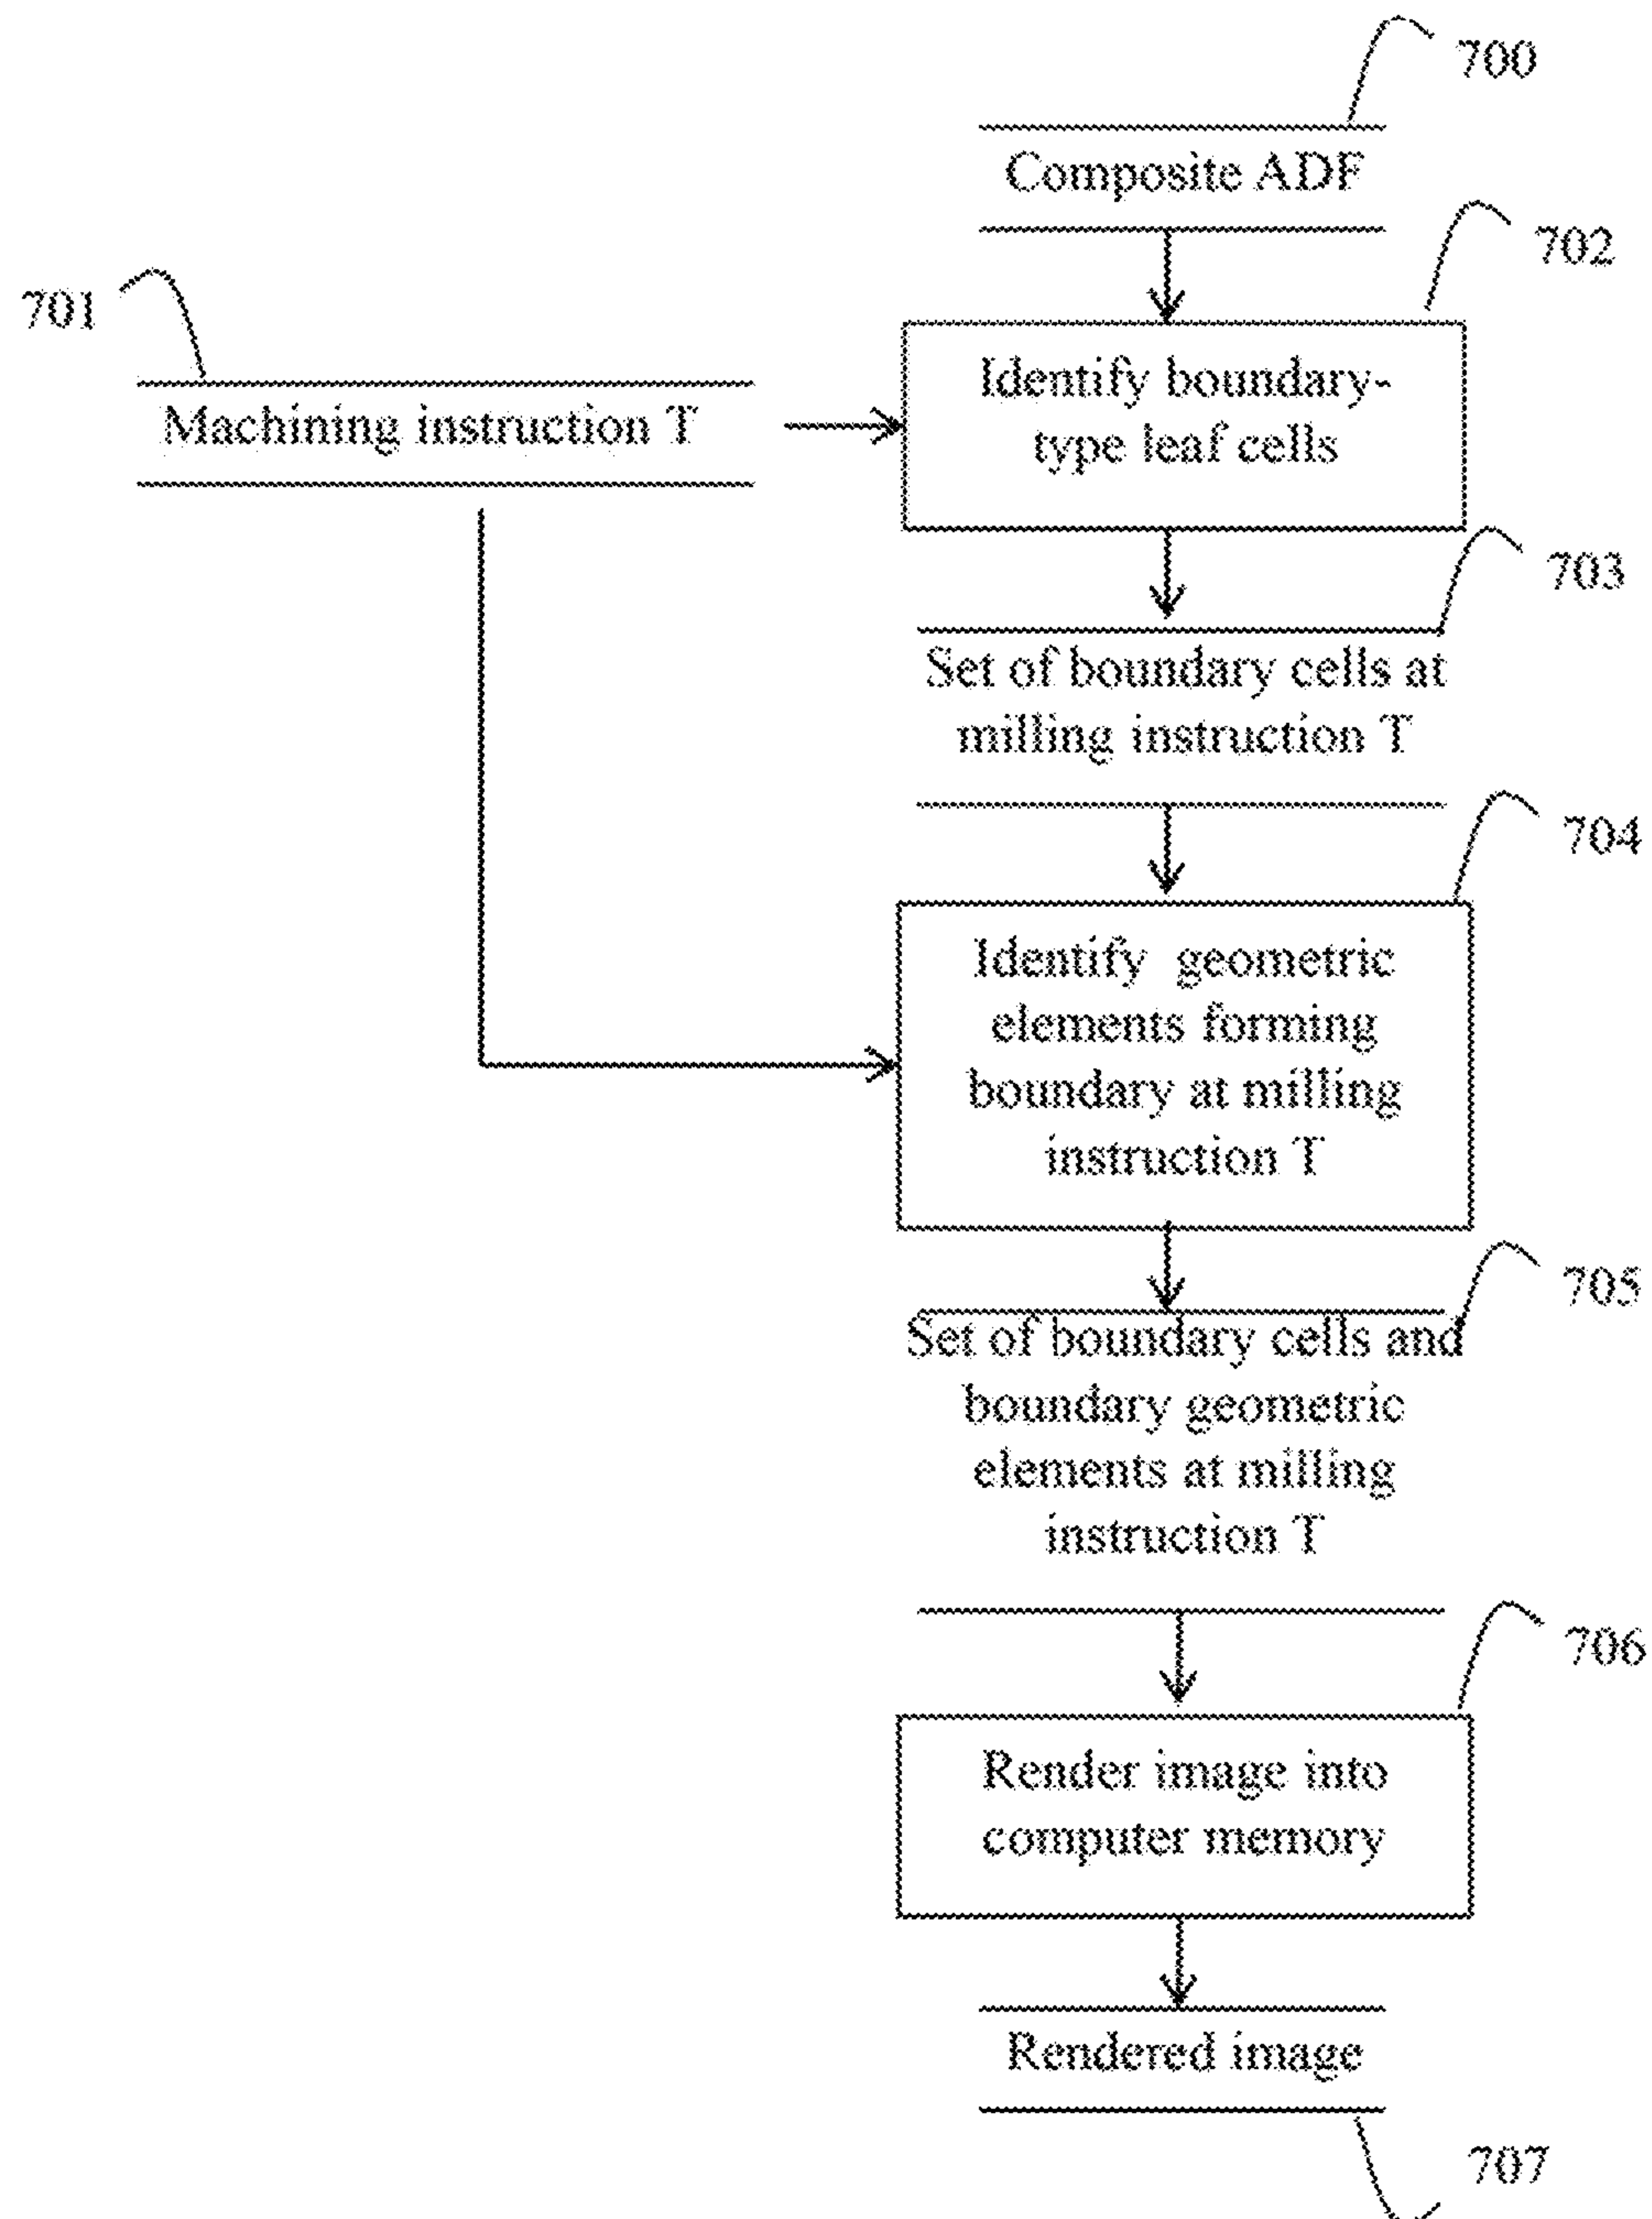 700
Composite ADF
702
701
Identify boundary-
type leaf cells
Machining instruction T
703
Set of boundary cells at
milling instruction T
704
Identify geometric
elements forming
boundary at milling
instruction T
705
Set of boundary cells and
boundary geometric
elements at milling
instruction T
706
Render image into
computer memory
Rendered image
707